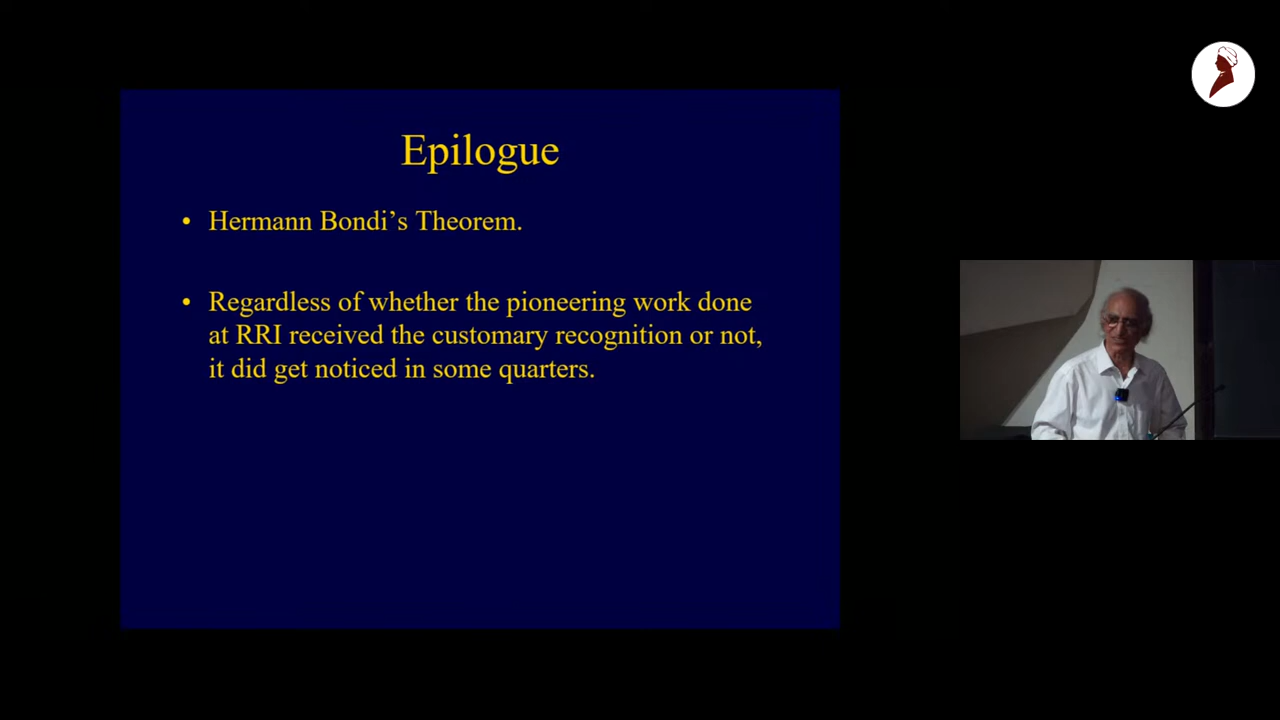 Epilogue
• Hermann Bondi’s Theorem.
• Regardless of whether the pioneering work done
at RRI received the customary recognition or not,
it did get noticed in some quarters.